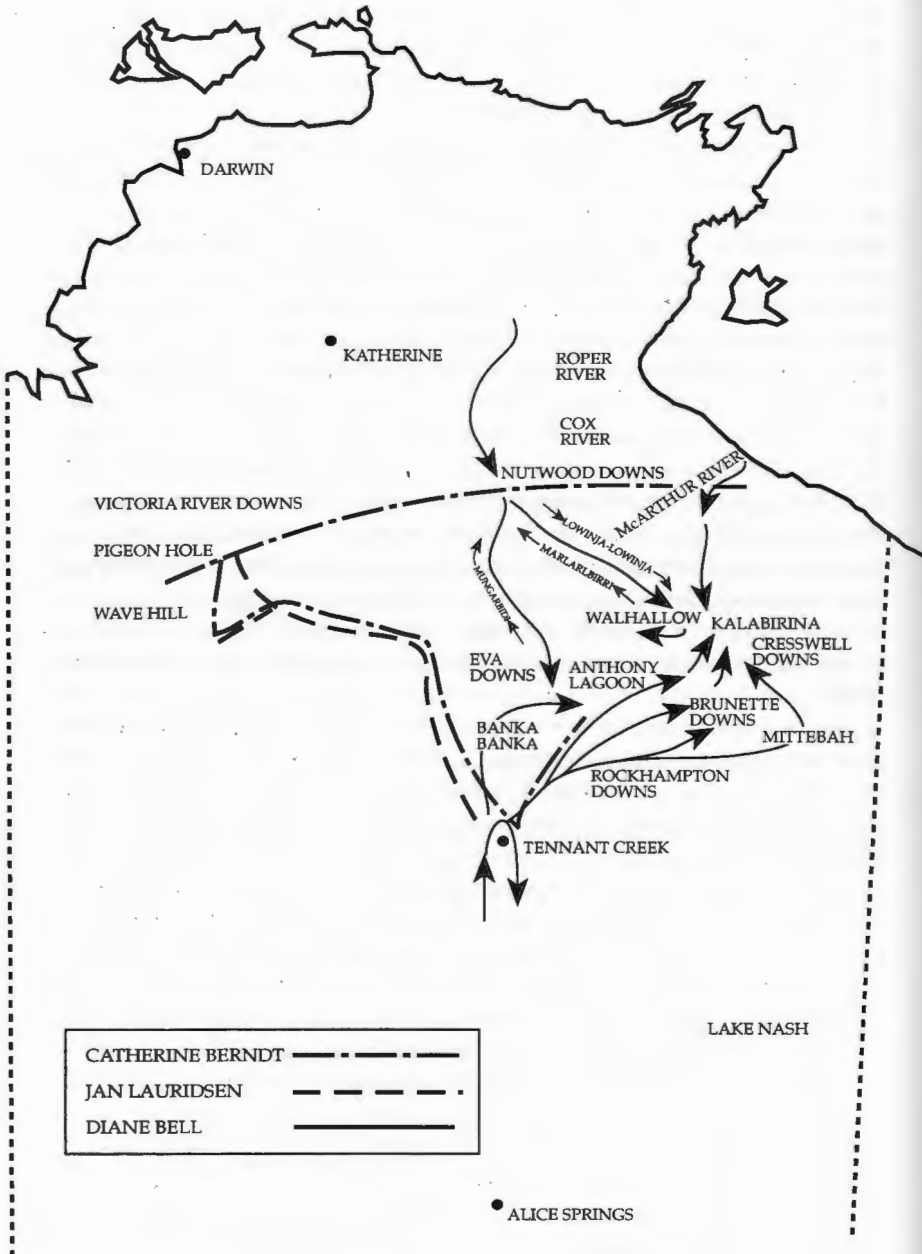 DARWIN
KATHERINE
ROPER
RIVER
COX
RIVER
NUTWOOD DOWNS
McARTHUR RIVER
VICTORIA RIVER DOWNS
LOWINJA-LOWINJA
MARLARLBIRRI
PIGEON HOLE
MUNGARBIDI
WAVE HILL
WALHALLOW
KALABIRINA
CRESSWELL
DOWNS
EVA
DOWNS
ANTHONY
LAGOON
BRUNETTE
DOWNS
BANKA
BANKA
MITTEBAH
ROCKHAMPTON
DOWNS
TENNANT CREEK
LAKE NASH
CATHERINE BERNDT
JAN LAURIDSEN
DIANE BELL
ALICE SPRINGS